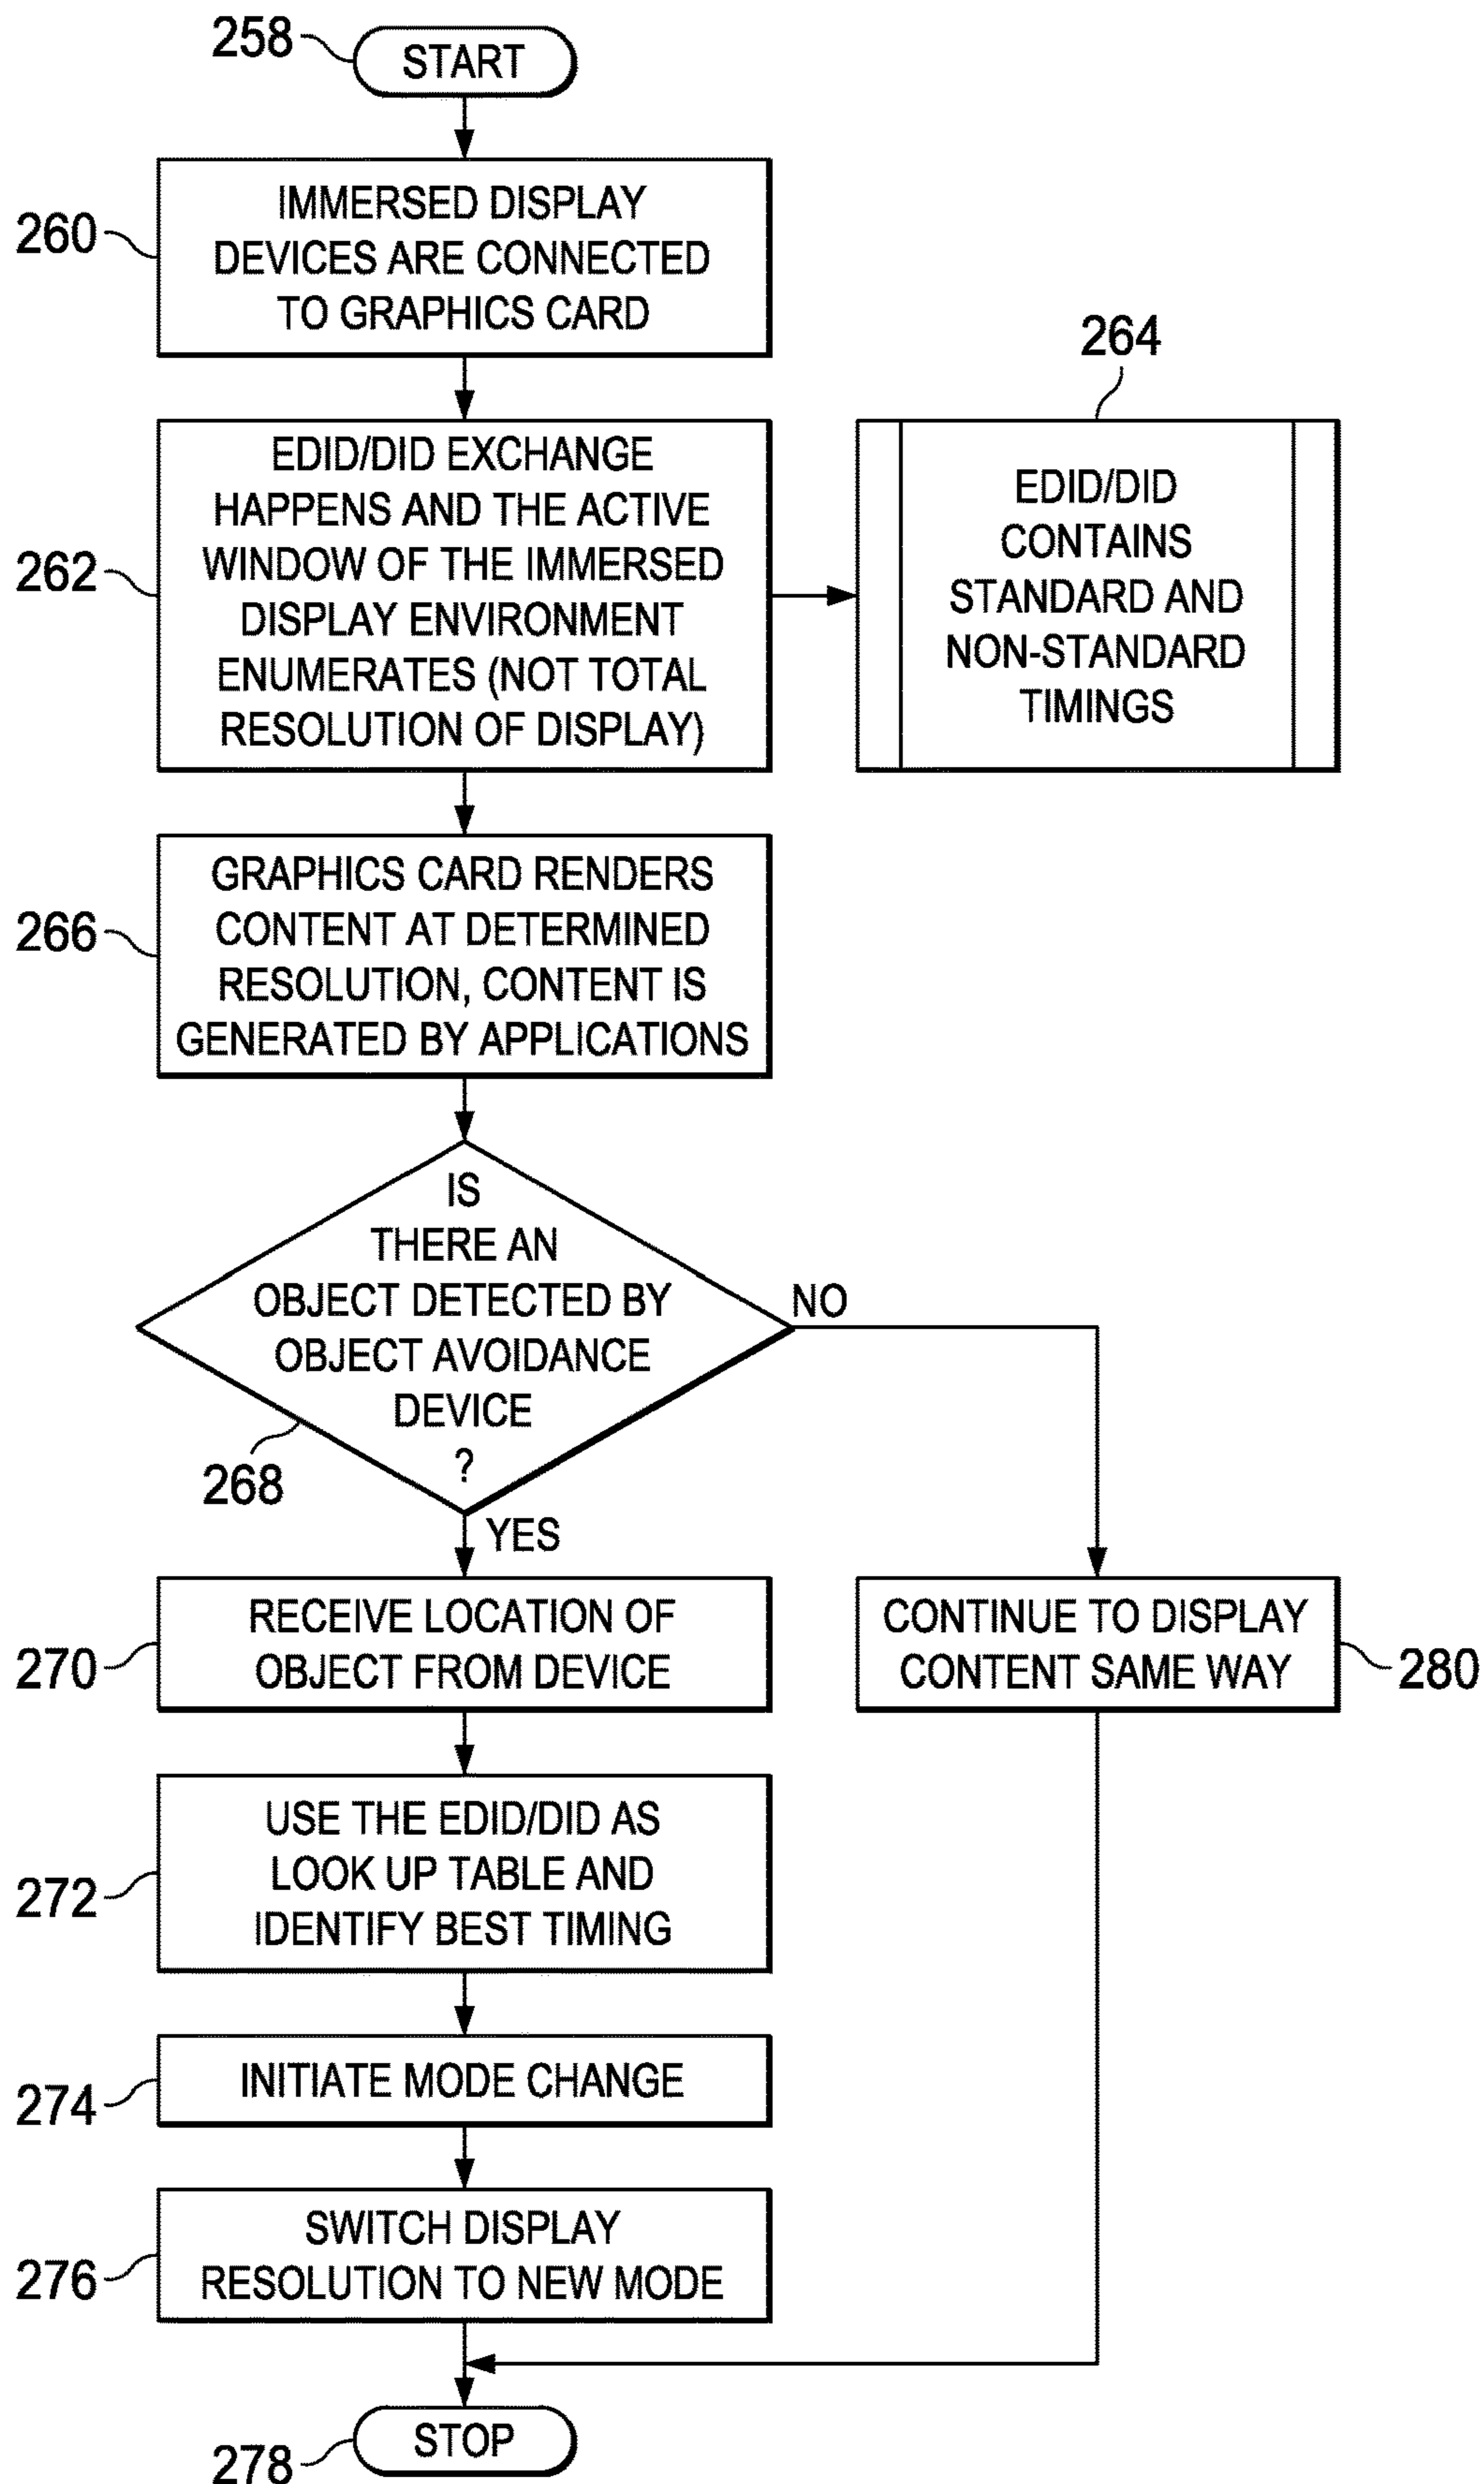 258
START
260
IMMERSED DISPLAY
DEVICES ARE CONNECTED
TO GRAPHICS CARD
262
EDID/DID EXCHANGE
HAPPENS AND THE ACTIVE
WINDOW OF THE IMMERSED
DISPLAY ENVIRONMENT
ENUMERATES (NOT TOTAL
RESOLUTION OF DISPLAY)
264
EDID/DID
CONTAINS
STANDARD AND
NON-STANDARD
TIMINGS
266
GRAPHICS CARD RENDERS
CONTENT AT DETERMINED
RESOLUTION, CONTENT IS
GENERATED BY APPLICATIONS
IS
THERE AN
OBJECT DETECTED BY
OBJECT AVOIDANCE
DEVICE
?
268
NO
YES
270
RECEIVE LOCATION OF
OBJECT FROM DEVICE
CONTINUE TO DISPLAY
CONTENT SAME WAY
280
272
USE THE EDID/DID AS
LOOK UP TABLE AND
IDENTIFY BEST TIMING
274
INITIATE MODE CHANGE
276
SWITCH DISPLAY
RESOLUTION TO NEW MODE
278
STOP